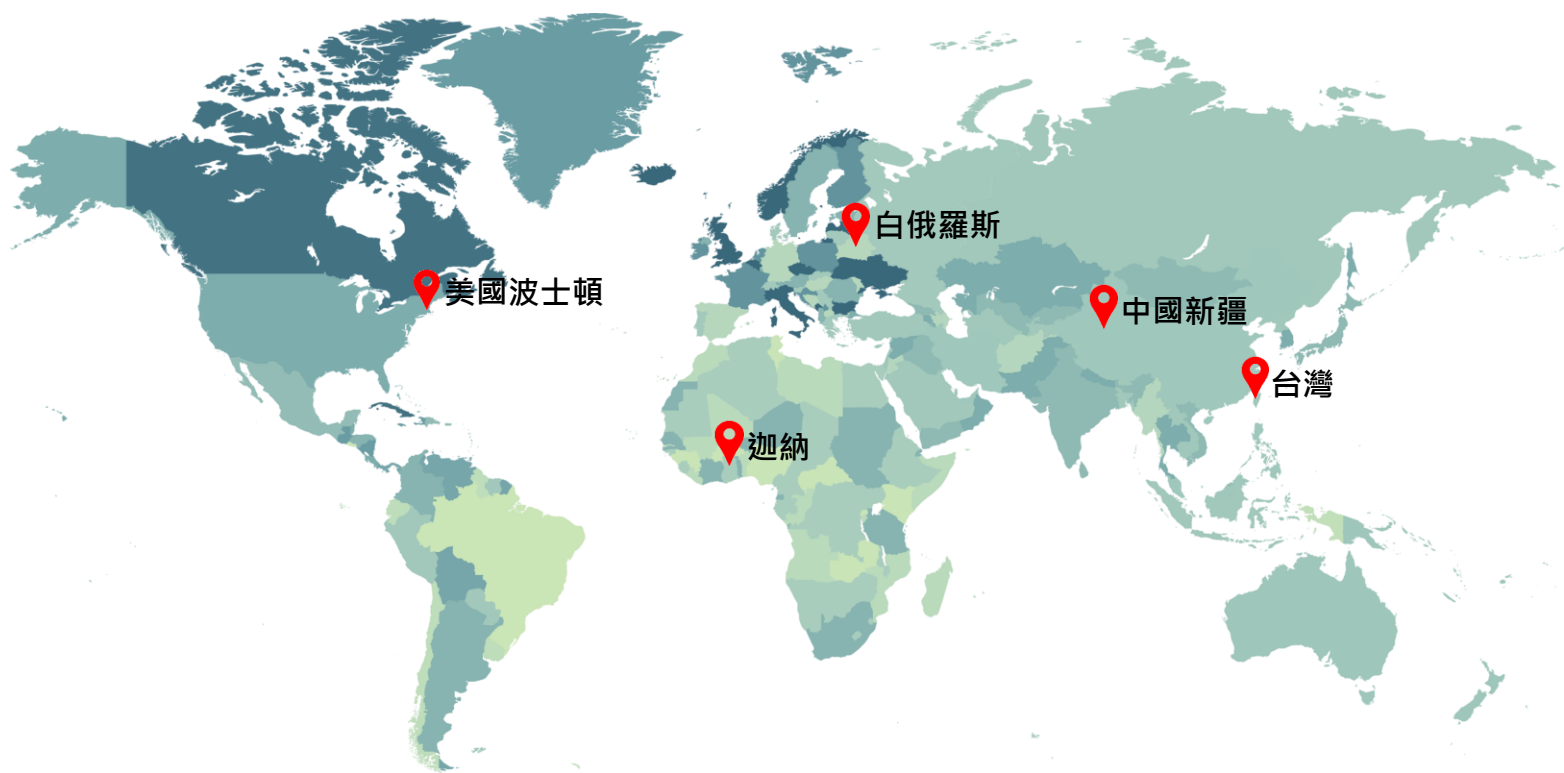 白俄羅斯
美國波士頓
中國新疆
台灣
迦納